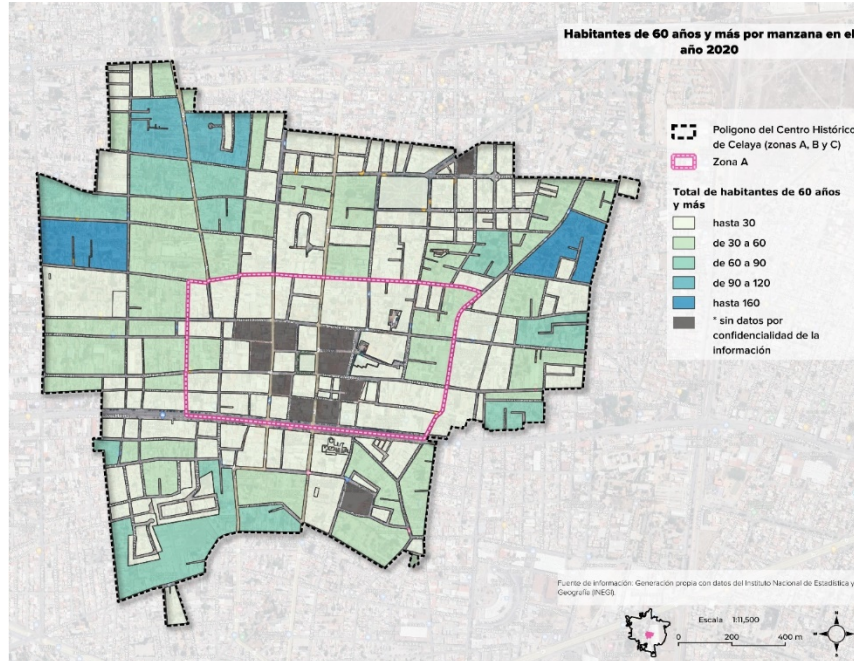 Habitantes de 60 años y más por manzana en el
año 2020
Poligono del Centro Histórico
de Celaya (zonas A, B y C)
Zona A
Total de habitantes de 60 años
y más
hasta 30
de 30 a 60
de 60 a 90
de 90 a 120
hasta 160
* sin datos por
confidencialidad de la
información
Fuente de información: Generación propia con datos del Instituto Nacional de Estadística y
Geografía (INEGI).
Escala 1:11,500
0 200 400 m